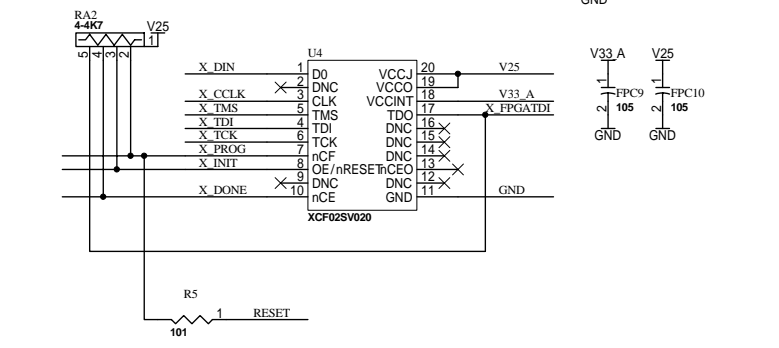 GND
RA2
4-4K7
V25
1
5
4
3
2
U4
X_DIN 1 D0 VCCJ 20 V25
2 DNC VCCO 19
X_CCLK 3 CLK VCCINT 18 V33_A
X_TMS 5 TMS TDO 17 X_FPGATDI
X_TDI 4 TDI DNC 16
X_TCK 6 TCK DNC 15
X_PROG 7 nCF DNC 14
X_INIT 8 OE/nRESET nCEO 13
9 DNC DNC 12
X_DONE 10 nCE GND 11 GND
XCF02SV020
V33_A V25
1 1
FPC9 FPC10
2 105 2 105
GND GND
R5
1 RESET
101